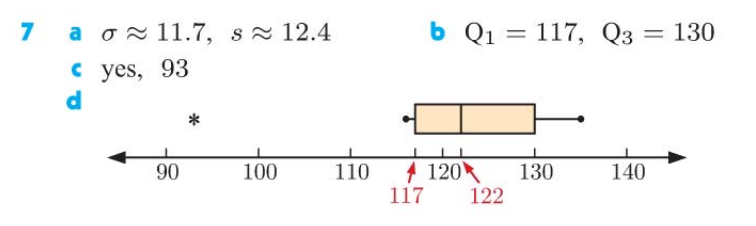 7 a σ ≈ 11.7, s ≈ 12.4 b Q₁ = 117, Q₃ = 130
c yes, 93
d
*
90 100 110 120 130 140
117 122